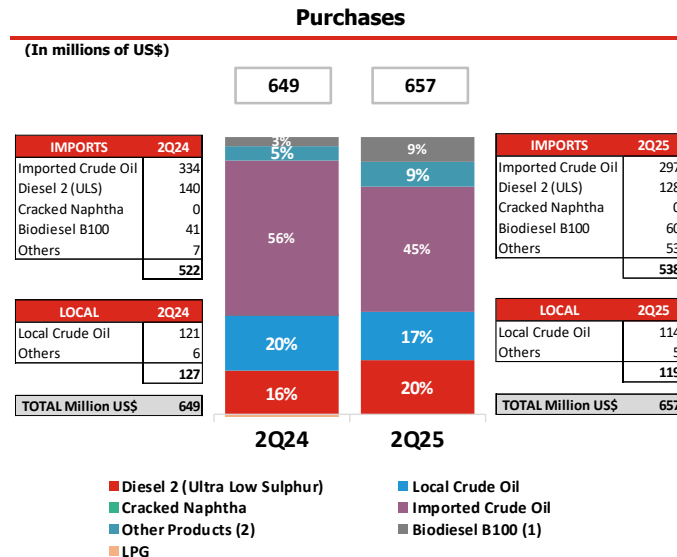 Purchases
(In millions of US$)
649 657
IMPORTS 2Q24
Imported Crude Oil 334
Diesel 2 (ULS) 140
Cracked Naphtha 0
Biodiesel B100 41
Others 7
522
LOCAL 2Q24
Local Crude Oil 121
Others 6
127
TOTAL Million US$ 649
3%
5%
56%
20%
16%
9%
9%
45%
17%
20%
2Q24 2Q25
IMPORTS 2Q25
Imported Crude Oil 297
Diesel 2 (ULS) 128
Cracked Naphtha 0
Biodiesel B100 60
Others 53
538
LOCAL 2Q25
Local Crude Oil 114
Others 5
119
TOTAL Million US$ 657
Diesel 2 (Ultra Low Sulphur) Local Crude Oil
Cracked Naphtha Imported Crude Oil
Other Products (2) Biodiesel B100 (1)
LPG